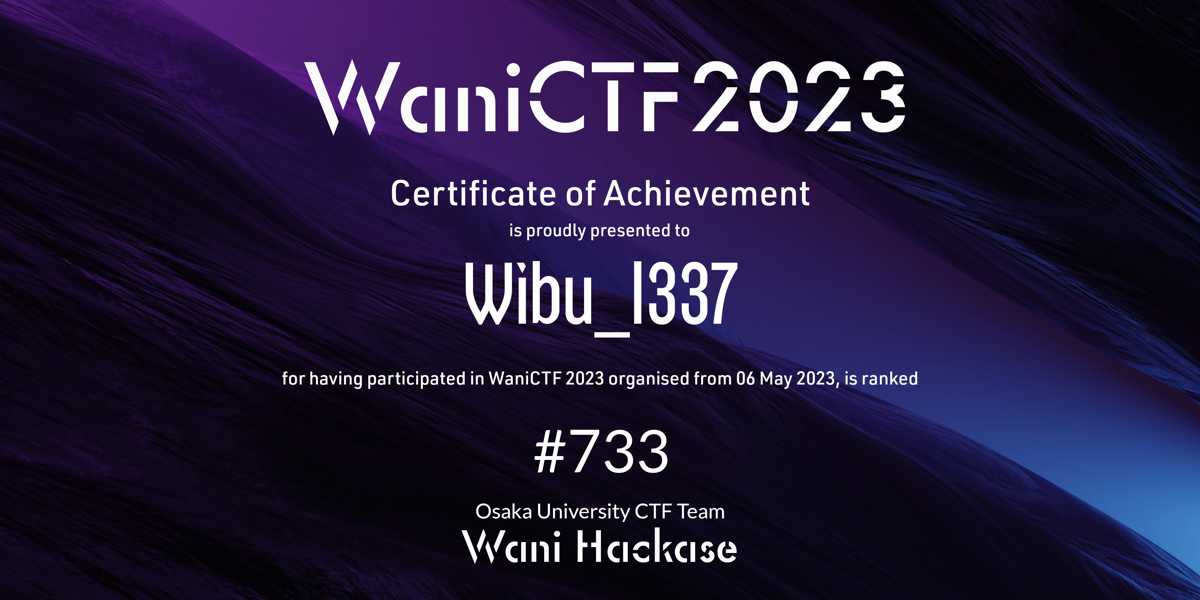 WaniCTF2023
Certificate of Achievement
is proudly presented to
Wibu_1337
for having participated in WaniCTF 2023 organised from 06 May 2023, is ranked
#733
Osaka University CTF Team
Wani Hackase